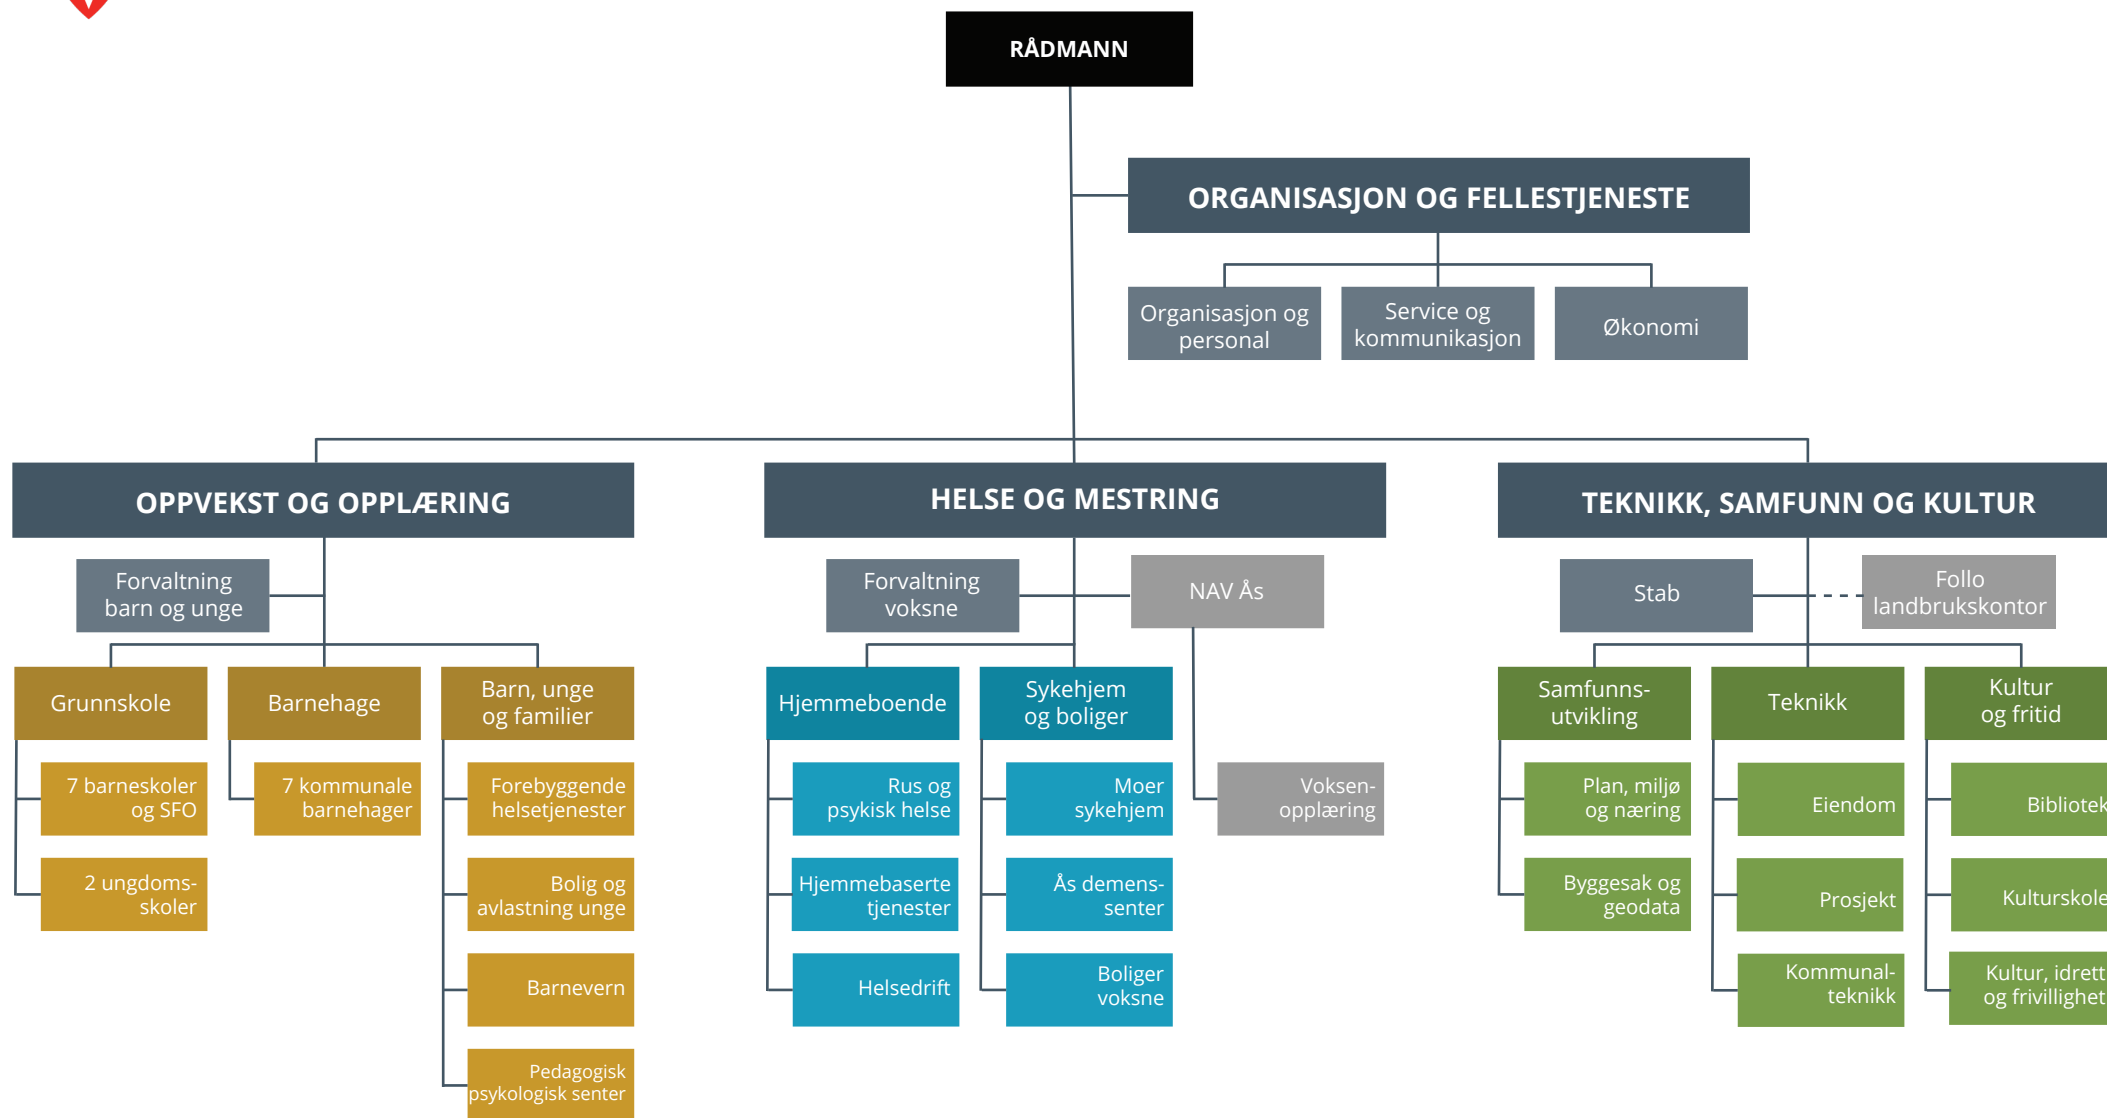 RÅDMANN
ORGANISASJON OG FELLESTJENESTE
Organisasjon og
personal
Service og
kommunikasjon
Økonomi
OPPVEKST OG OPPLÆRING
HELSE OG MESTRING
TEKNIKK, SAMFUNN OG KULTUR
Forvaltning
barn og unge
Forvaltning
voksne
NAV Ås
Stab
Follo
landbrukskontor
Grunnskole
Barnehage
Barn, unge
og familier
Hjemmeboende
Sykehjem
og boliger
Samfunns-
utvikling
Teknikk
Kultur
og fritid
7 barneskoler
og SFO
7 kommunale
barnehager
Forebyggende
helsetjenester
Rus og
psykisk helse
Moer
sykehjem
Voksen-
opplæring
Plan, miljø
og næring
Eiendom
Bibliotek
2 ungdoms-
skoler
Bolig og
avlastning unge
Hjemmebaserte
tjenester
Ås demens-
senter
Byggesak og
geodata
Prosjekt
Kulturskole
Barnevern
Helsedrift
Boliger
voksne
Kommunal-
teknikk
Kultur, idrett
og frivillighet
Pedagogisk
psykologisk senter